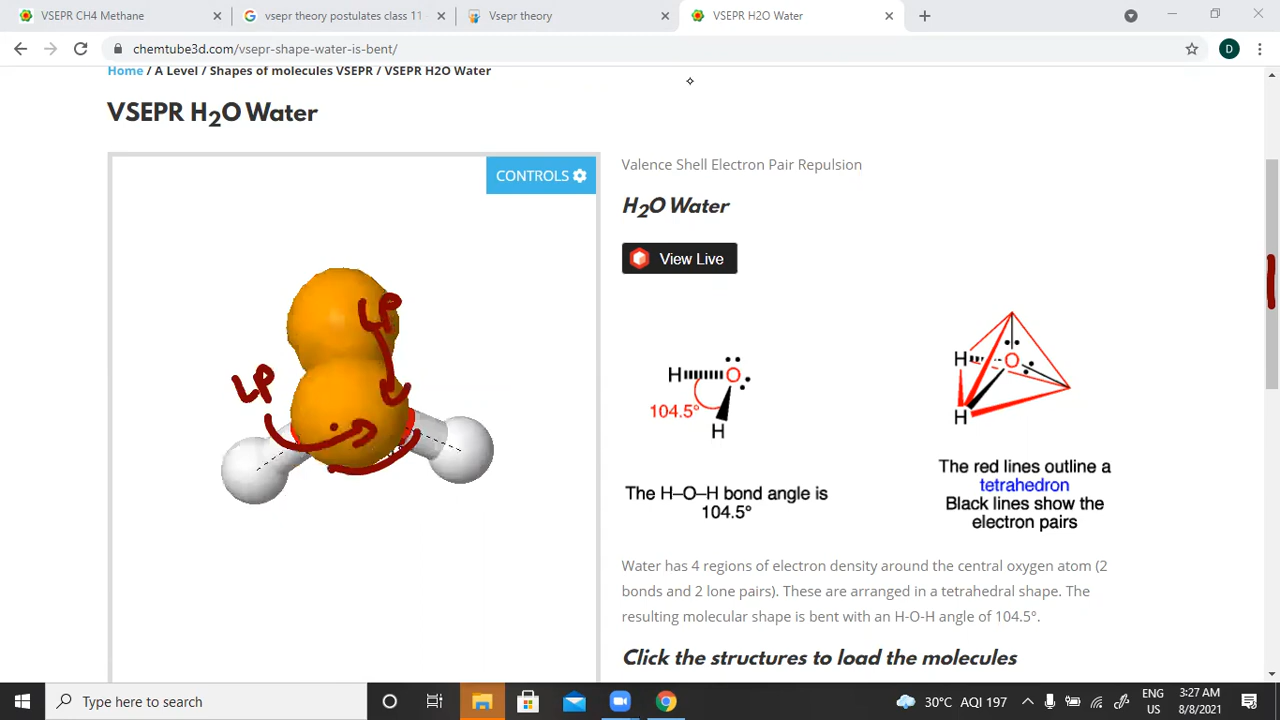 VSEPR CH4 Methane
vsepr theory postulates class 11 -
Vsepr theory
VSEPR H2O Water
chemtube3d.com/vsepr-shape-water-is-bent/
D
Home / A Level / Shapes of molecules VSEPR / VSEPR H2O Water
VSEPR H2O Water
CONTROLS
LP
LP
Valence Shell Electron Pair Repulsion
H2O Water
View Live
H O
104.5°
H
H O
H
The H–O–H bond angle is
104.5°
The red lines outline a
tetrahedron
Black lines show the
electron pairs
Water has 4 regions of electron density around the central oxygen atom (2
bonds and 2 lone pairs). These are arranged in a tetrahedral shape. The
resulting molecular shape is bent with an H-O-H angle of 104.5°.
Click the structures to load the molecules
Type here to search
30°C AQI 197
ENG
US
3:27 AM
8/8/2021